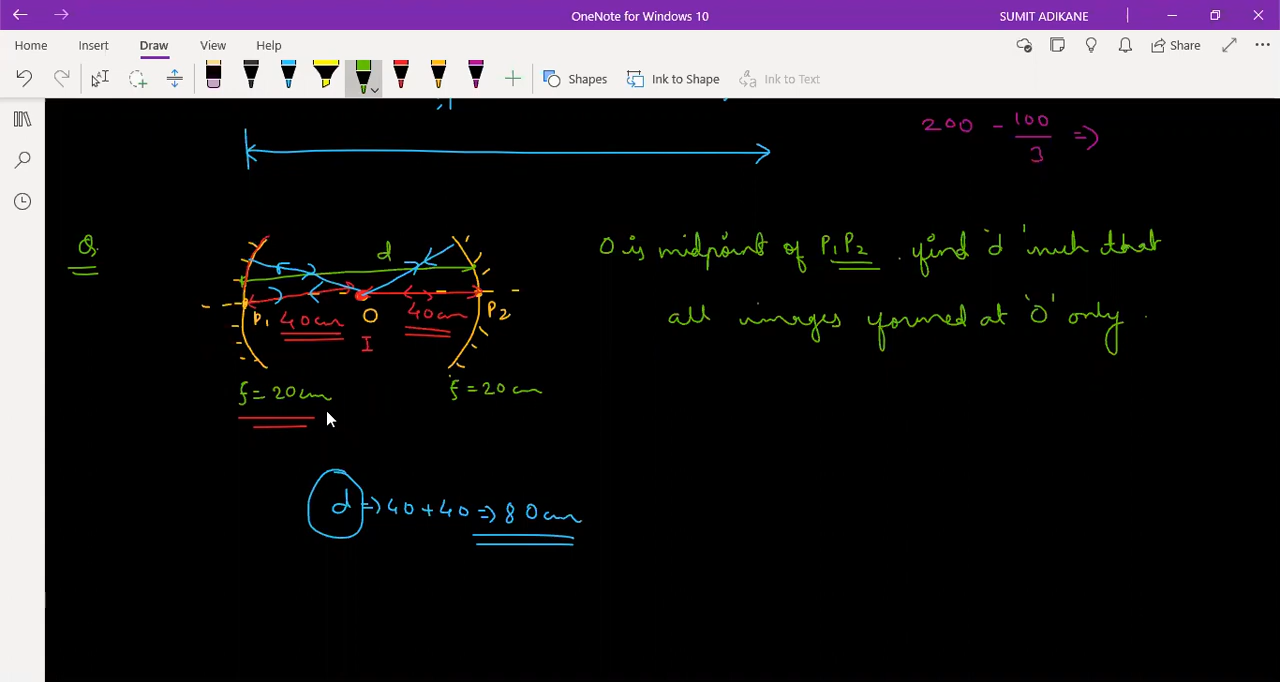 OneNote for Windows 10
SUMIT ADIKANE
Home Insert Draw View Help
Share
Shapes Ink to Shape Ink to Text
200 - 100/3 =>
Q.
d
O is midpoint of P1P2 . find 'd' such that
all images formed at 'O' only .
P1 40cm O 40cm P2
I
f = 20cm f = 20cm
d => 40 + 40 => 80cm